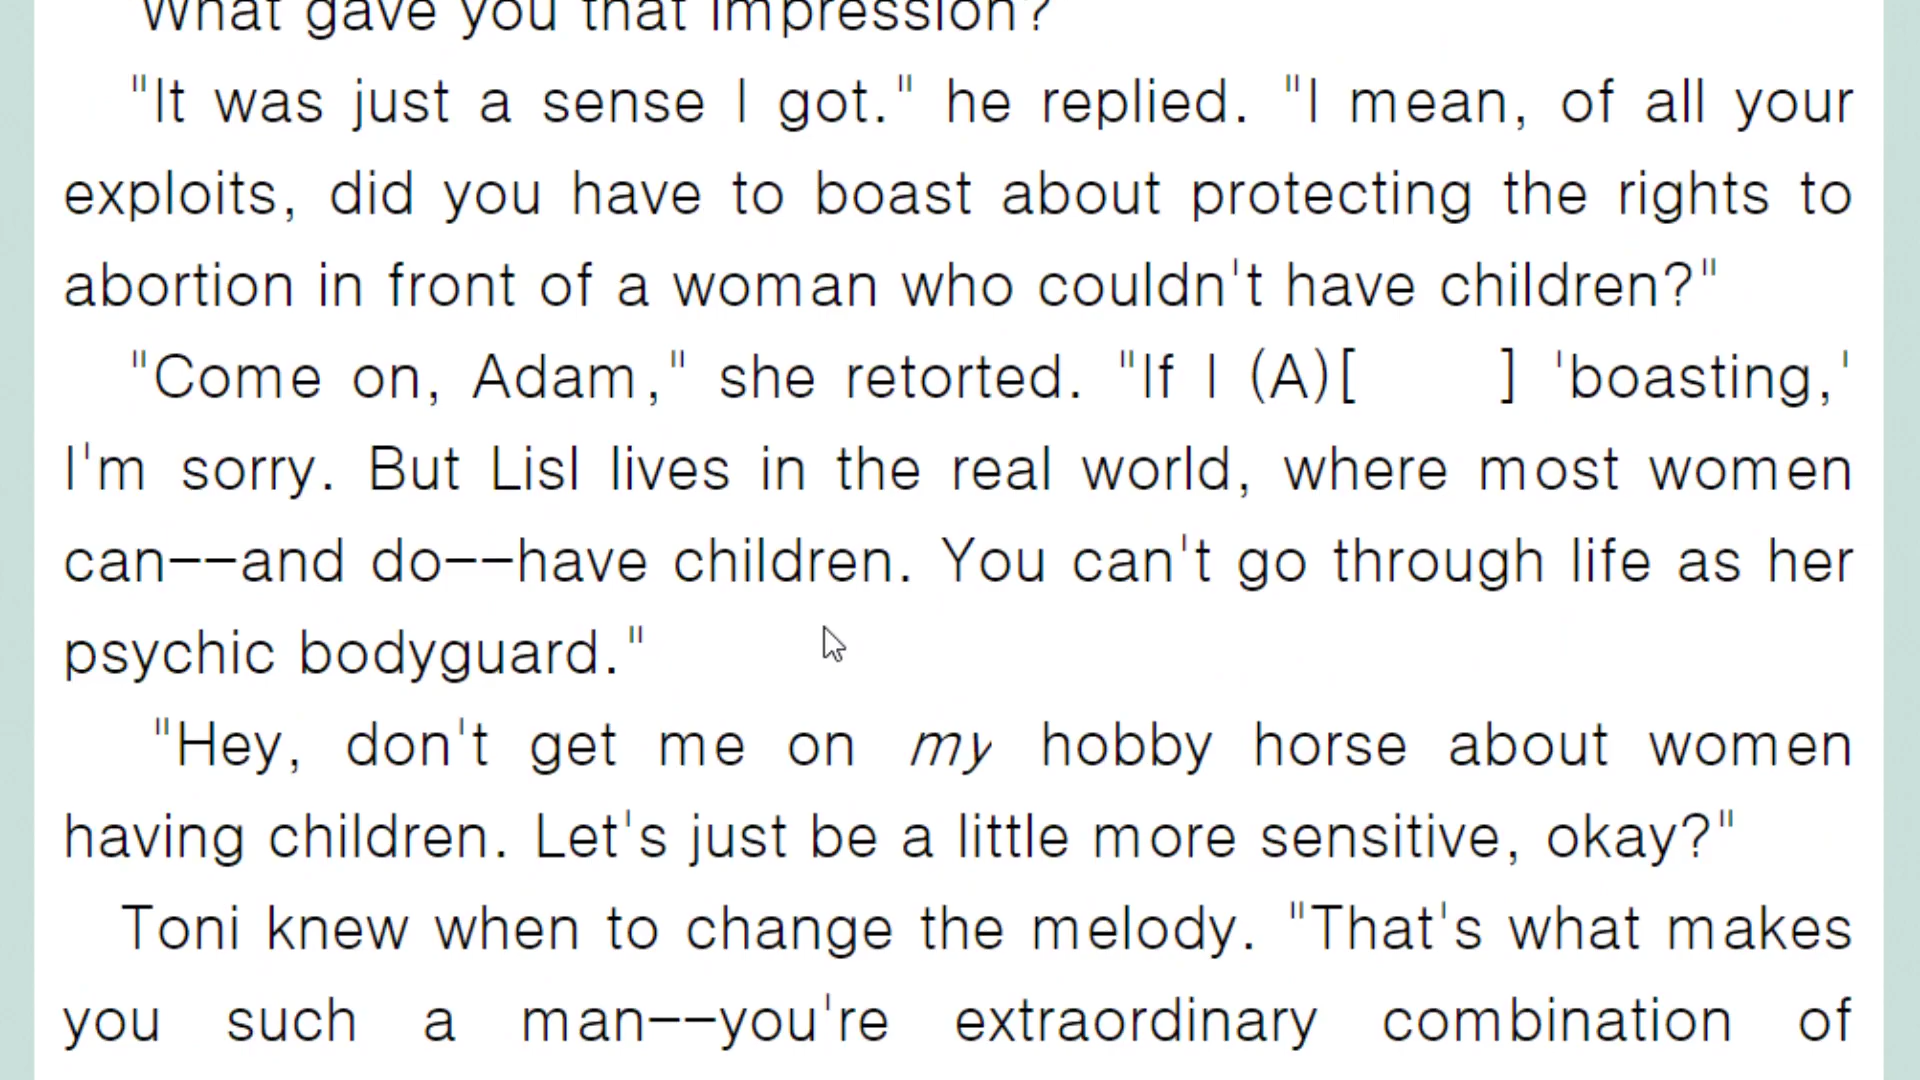 "What gave you that impression?
"It was just a sense I got." he replied. "I mean, of all your
exploits, did you have to boast about protecting the rights to
abortion in front of a woman who couldn't have children?"
"Come on, Adam," she retorted. "If I (A)[ ] 'boasting,'
I'm sorry. But Lisl lives in the real world, where most women
can--and do--have children. You can't go through life as her
psychic bodyguard."
"Hey, don't get me on my hobby horse about women
having children. Let's just be a little more sensitive, okay?"
Toni knew when to change the melody. "That's what makes
you such a man--you're extraordinary combination of